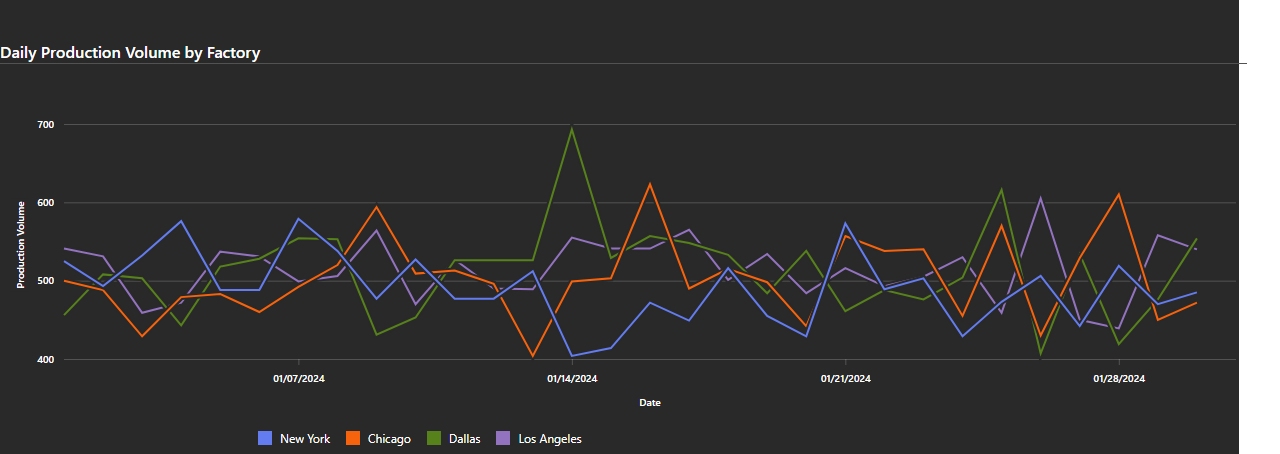 Daily Production Volume by Factory
700
600
500
400
Production Volume
01/07/2024
01/14/2024
01/21/2024
01/28/2024
Date
New York
Chicago
Dallas
Los Angeles